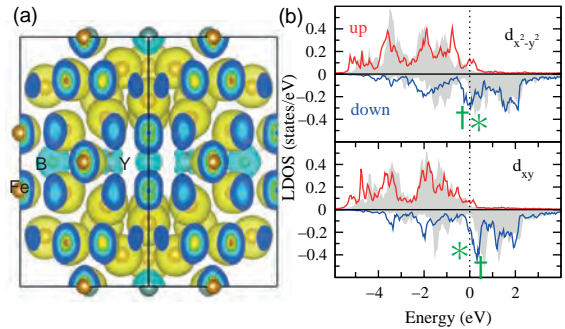 (a)
B
Y
Fe
(b)
LDOS (states/eV)
up
d_{x^2-y^2}
down
0.4
0.2
0
−0.2
−0.4
†
*
d_{xy}
0.4
0.2
0
−0.2
−0.4
*
†
−4
−2
0
2
Energy (eV)